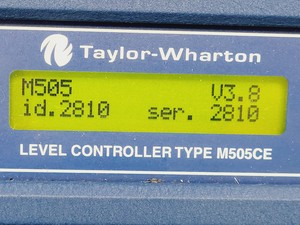 Taylor-Wharton
M505 V3.8
id.2810 ser. 2810
LEVEL CONTROLLER TYPE M505CE